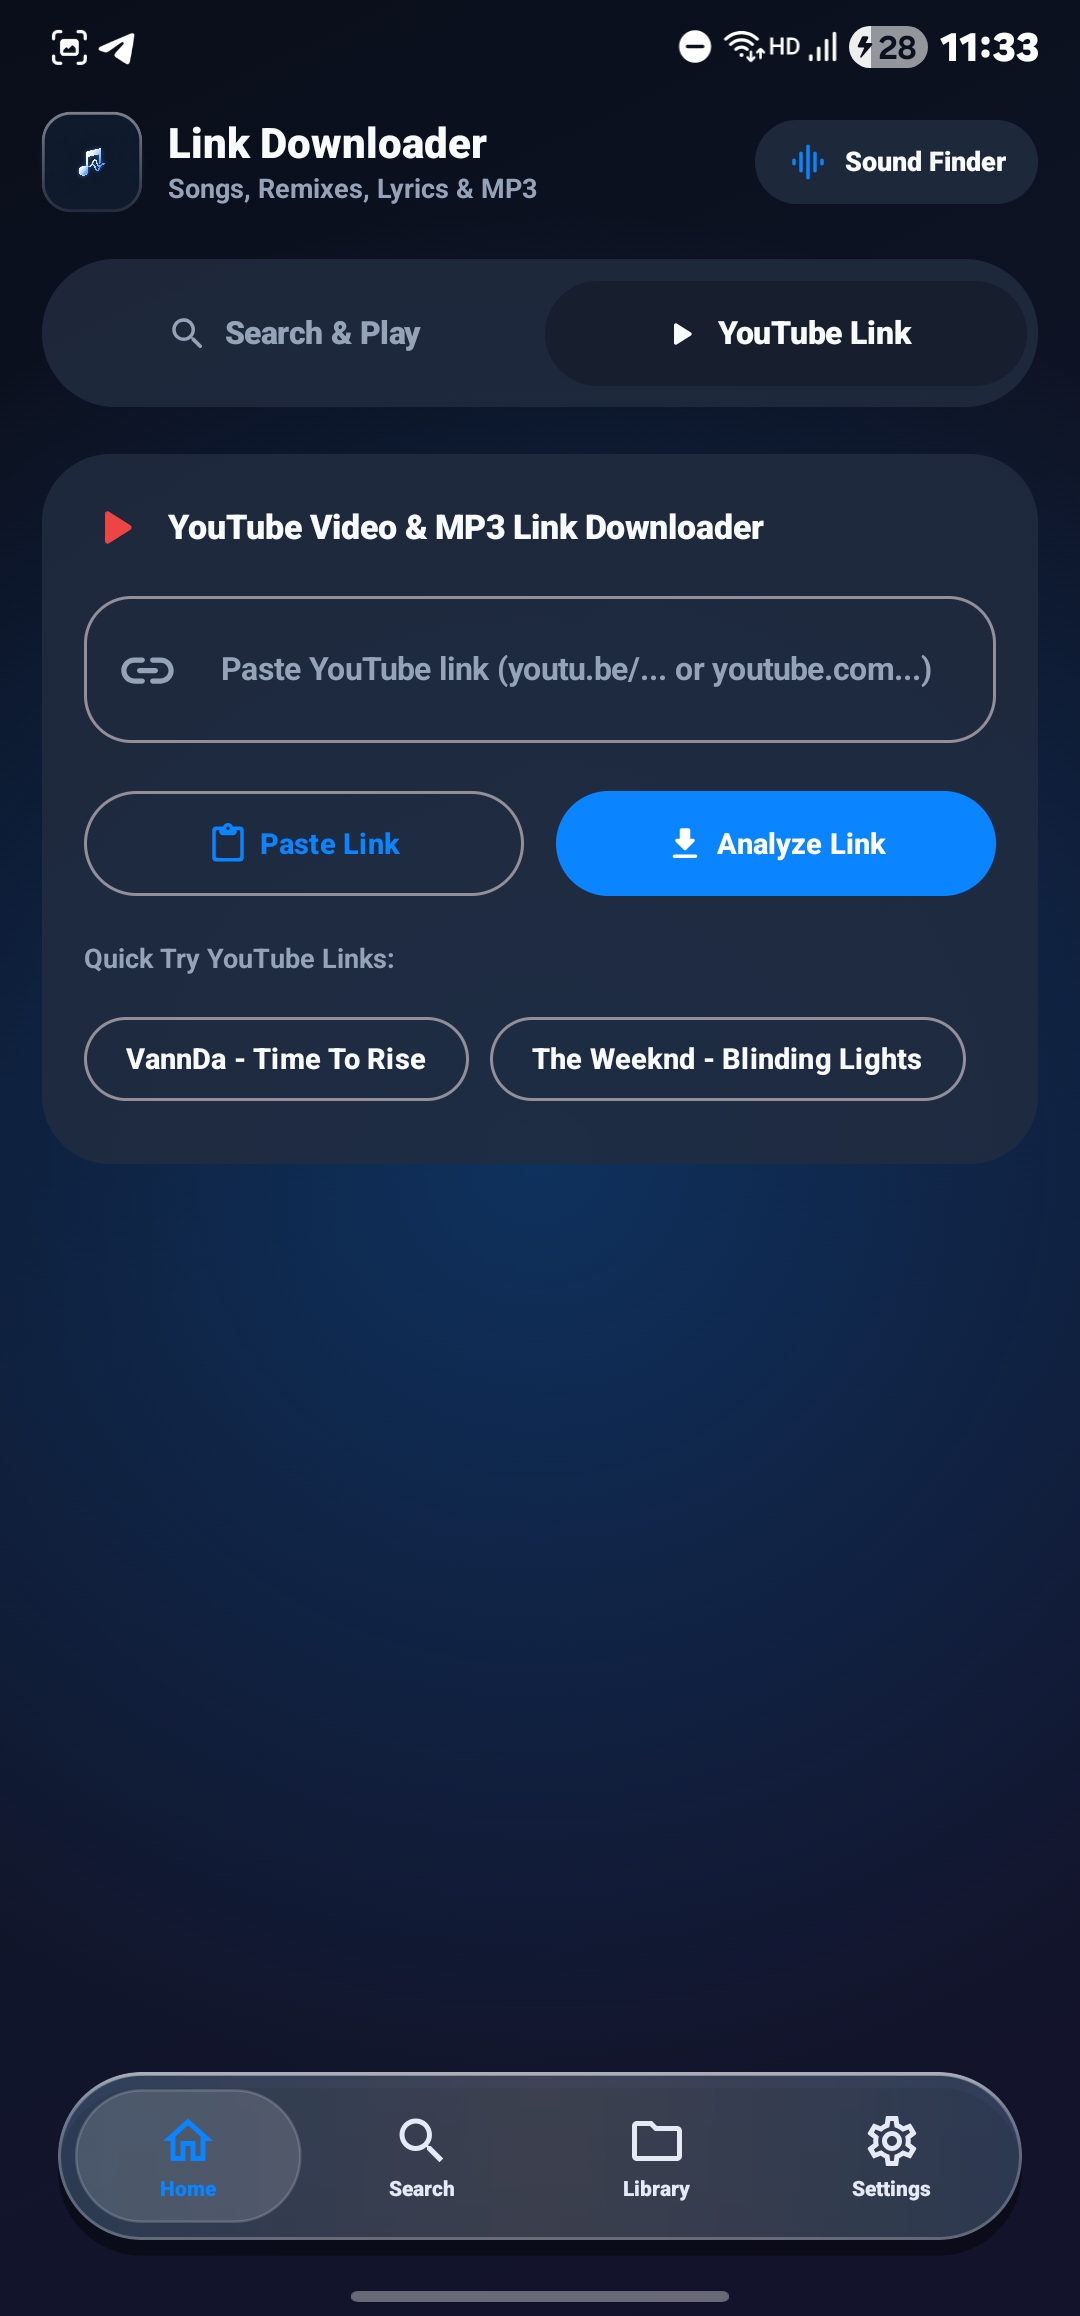 HD 28 11:33
Link Downloader
Songs, Remixes, Lyrics & MP3
Sound Finder
Search & Play
YouTube Link
YouTube Video & MP3 Link Downloader
Paste YouTube link (youtu.be/... or youtube.com...)
Paste Link
Analyze Link
Quick Try YouTube Links:
VannDa - Time To Rise
The Weeknd - Blinding Lights
Home
Search
Library
Settings